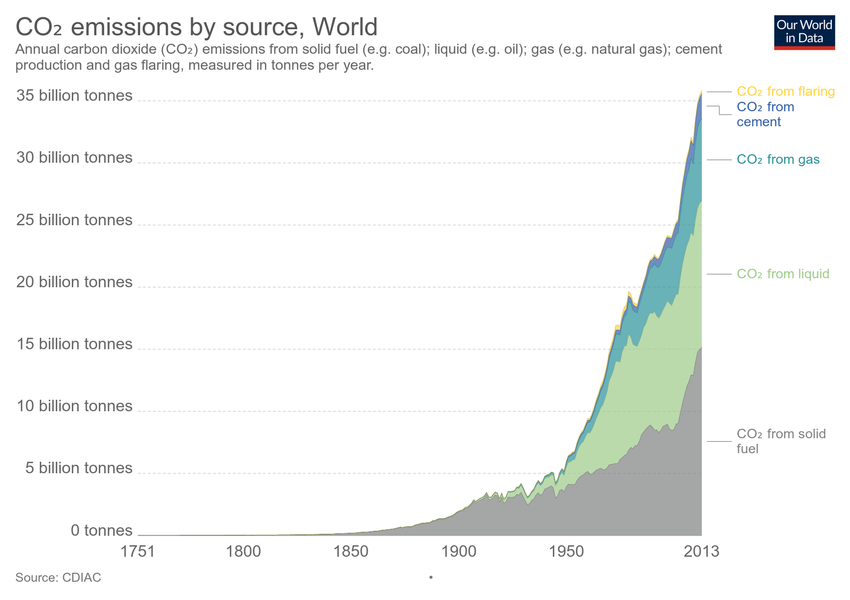 CO₂ emissions by source, World
Our World
in Data
Annual carbon dioxide (CO₂) emissions from solid fuel (e.g. coal); liquid (e.g. oil); gas (e.g. natural gas); cement
production and gas flaring, measured in tonnes per year.
35 billion tonnes
30 billion tonnes
25 billion tonnes
20 billion tonnes
15 billion tonnes
10 billion tonnes
5 billion tonnes
0 tonnes
CO₂ from flaring
CO₂ from
cement
CO₂ from gas
CO₂ from liquid
CO₂ from solid
fuel
1751 1800 1850 1900 1950 2013
Source: CDIAC